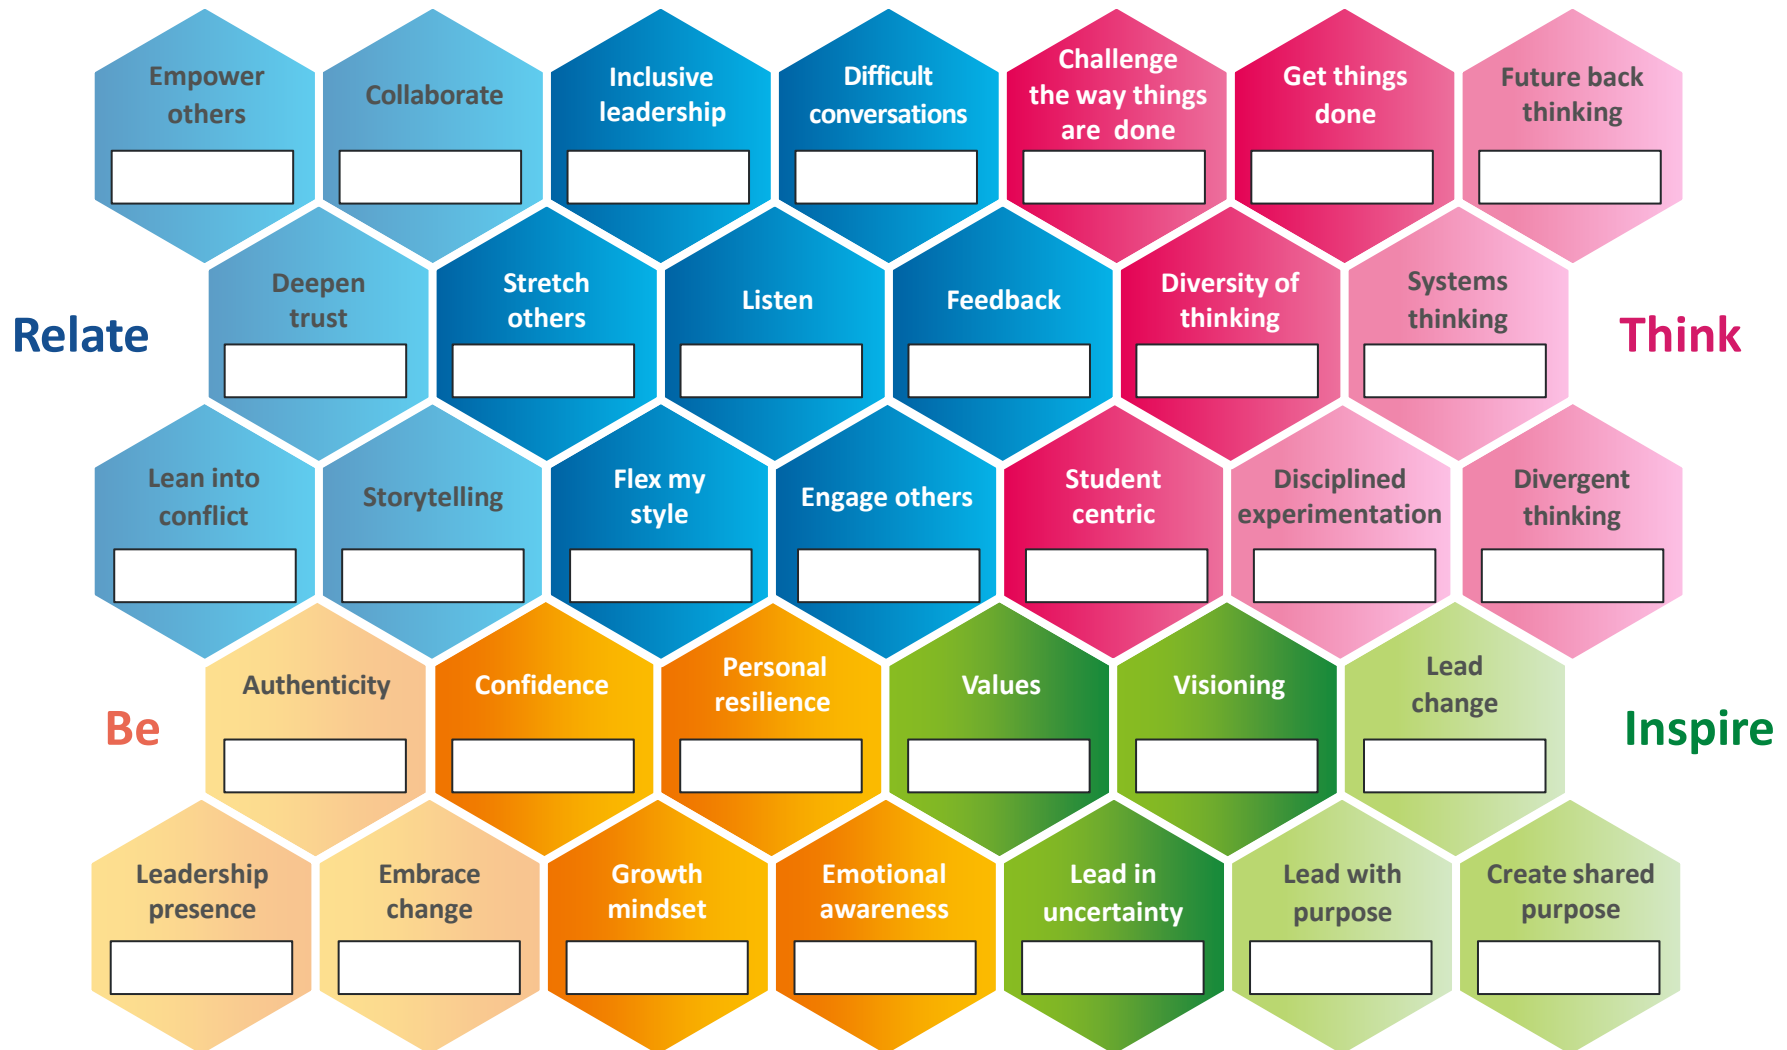 Empower
others
Collaborate
Inclusive
leadership
Difficult
conversations
Challenge
the way things
are done
Get things
done
Future back
thinking
Relate
Deepen
trust
Stretch
others
Listen
Feedback
Diversity of
thinking
Systems
thinking
Think
Lean into
conflict
Storytelling
Flex my
style
Engage others
Student
centric
Disciplined
experimentation
Divergent
thinking
Be
Authenticity
Confidence
Personal
resilience
Values
Visioning
Lead
change
Inspire
Leadership
presence
Embrace
change
Growth
mindset
Emotional
awareness
Lead in
uncertainty
Lead with
purpose
Create shared
purpose